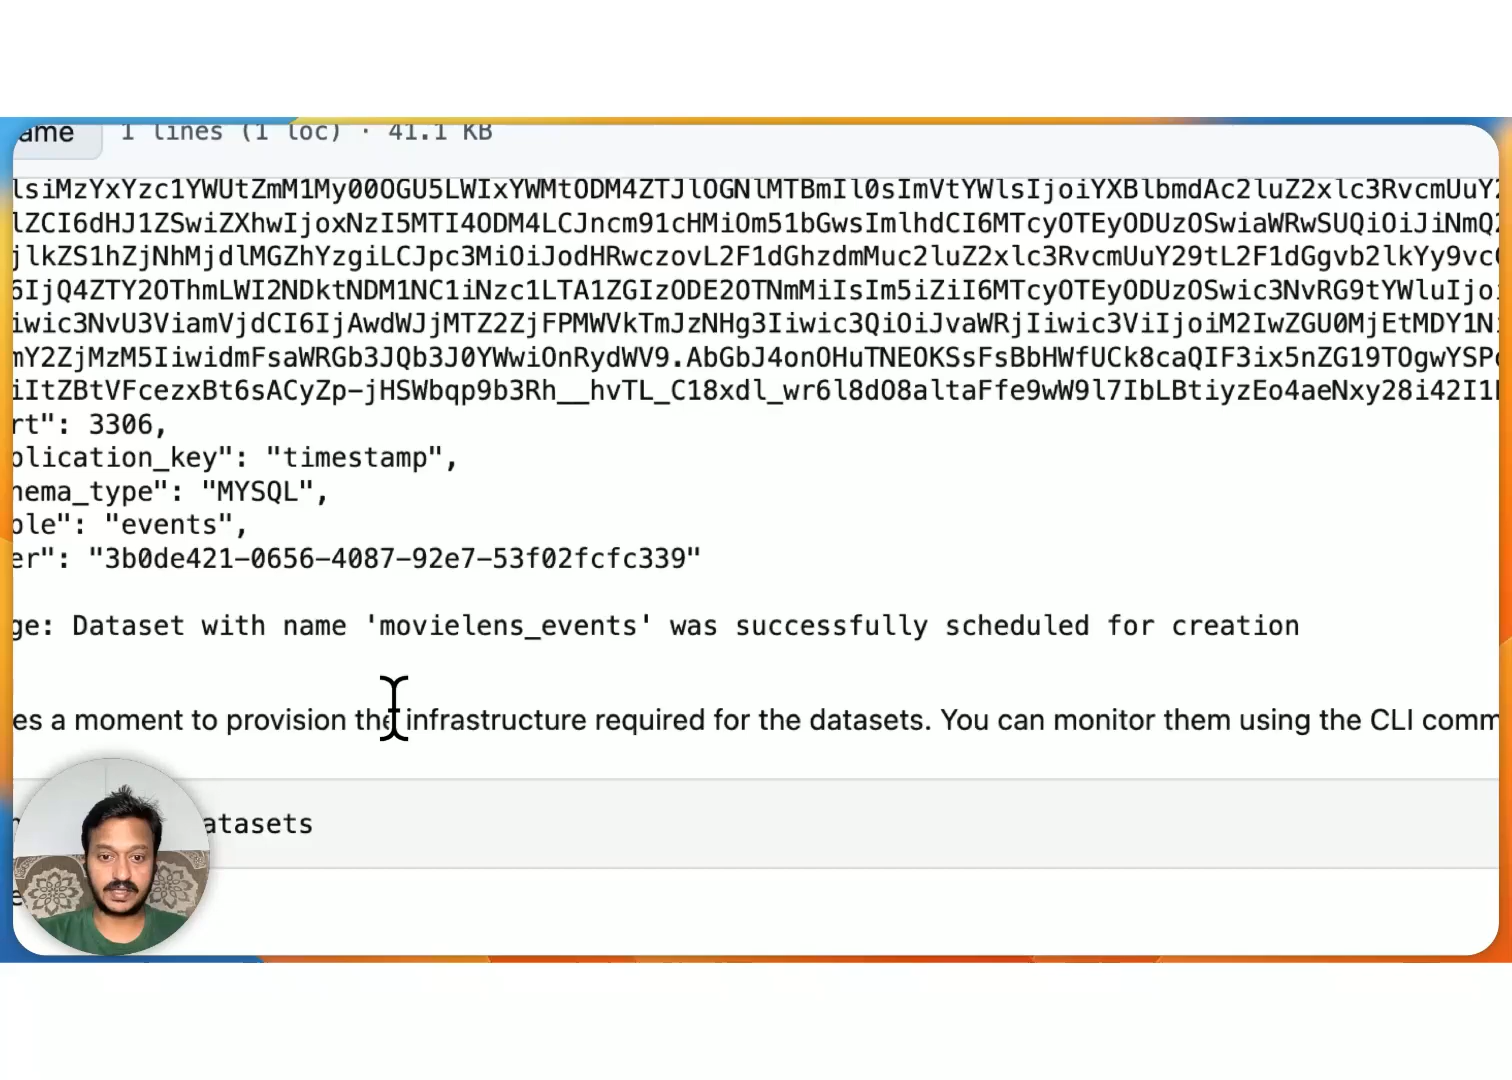 ame 1 lines (1 loc) · 41.1 KB
lsiMzYxYzc1YWUtZmM1My00OGU5LWIxYWMtODM4ZTJlOGNlMTBmIl0sImVtYWlsIjoiYXBlbmdAc2luZ2xlc3RvcmUuY2
lZCI6dHJ1ZSwiZXhwIjoxNzI5MTI4ODM4LCJncm91cHMiOm51bGwsImlhdCI6MTcyOTEyODUzOSwiaWRwSUQiOiJiNmQ2
jlkZS1hZjNhMjdlMGZhYzgiLCJpc3MiOiJodHRwczovL2F1dGhzdmMuc2luZ2xlc3RvcmUuY29tL2F1dGgvb2lkYy9vc
6IjQ4ZTY2OThmLWI2NDktNDM1NC1iNzc1LTA1ZGIzODE2OTNmMiIsIm5iZiI6MTcyOTEyODUzOSwic3NvRG9tYWluIjoi
iwic3NvU3ViamVjdCI6IjAwdWJjMTZ2ZjFPMWVkTmJzNHg3Iiwic3QiOiJvaWRjIiwic3ViIjoiM2IwZGU0MjEtMDY1N
mY2ZjMzM5IiwidmFsaWRGb3JQb3J0YWwiOnRydWV9.AbGbJ4onOHuTNEOKSsFsBbHWfUCk8caQIF3ix5nZG19TOgwYSP
iItZBtVFcezxBt6sACyZp-jHSWbqp9b3Rh__hvTL_C18xdl_wr6l8dO8altaFfe9wW9l7IbLBtiyzEo4aeNxy28i42I1
rt": 3306,
plication_key": "timestamp",
hema_type": "MYSQL",
ble": "events",
er": "3b0de421-0656-4087-92e7-53f02fcfc339"
ge: Dataset with name 'movielens_events' was successfully scheduled for creation
es a moment to provision the infrastructure required for the datasets. You can monitor them using the CLI comm
atasets